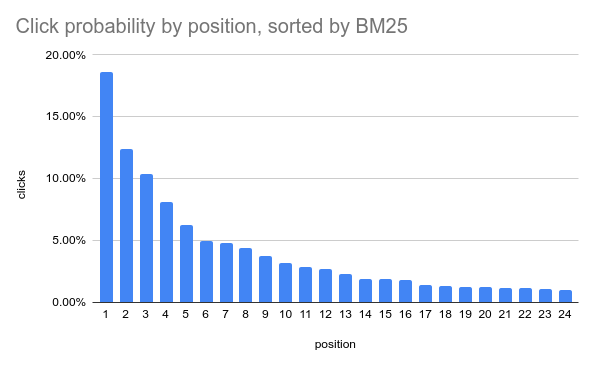 Click probability by position, sorted by BM25
20.00%
15.00%
10.00%
5.00%
0.00%
clicks
1 2 3 4 5 6 7 8 9 10 11 12 13 14 15 16 17 18 19 20 21 22 23 24
position